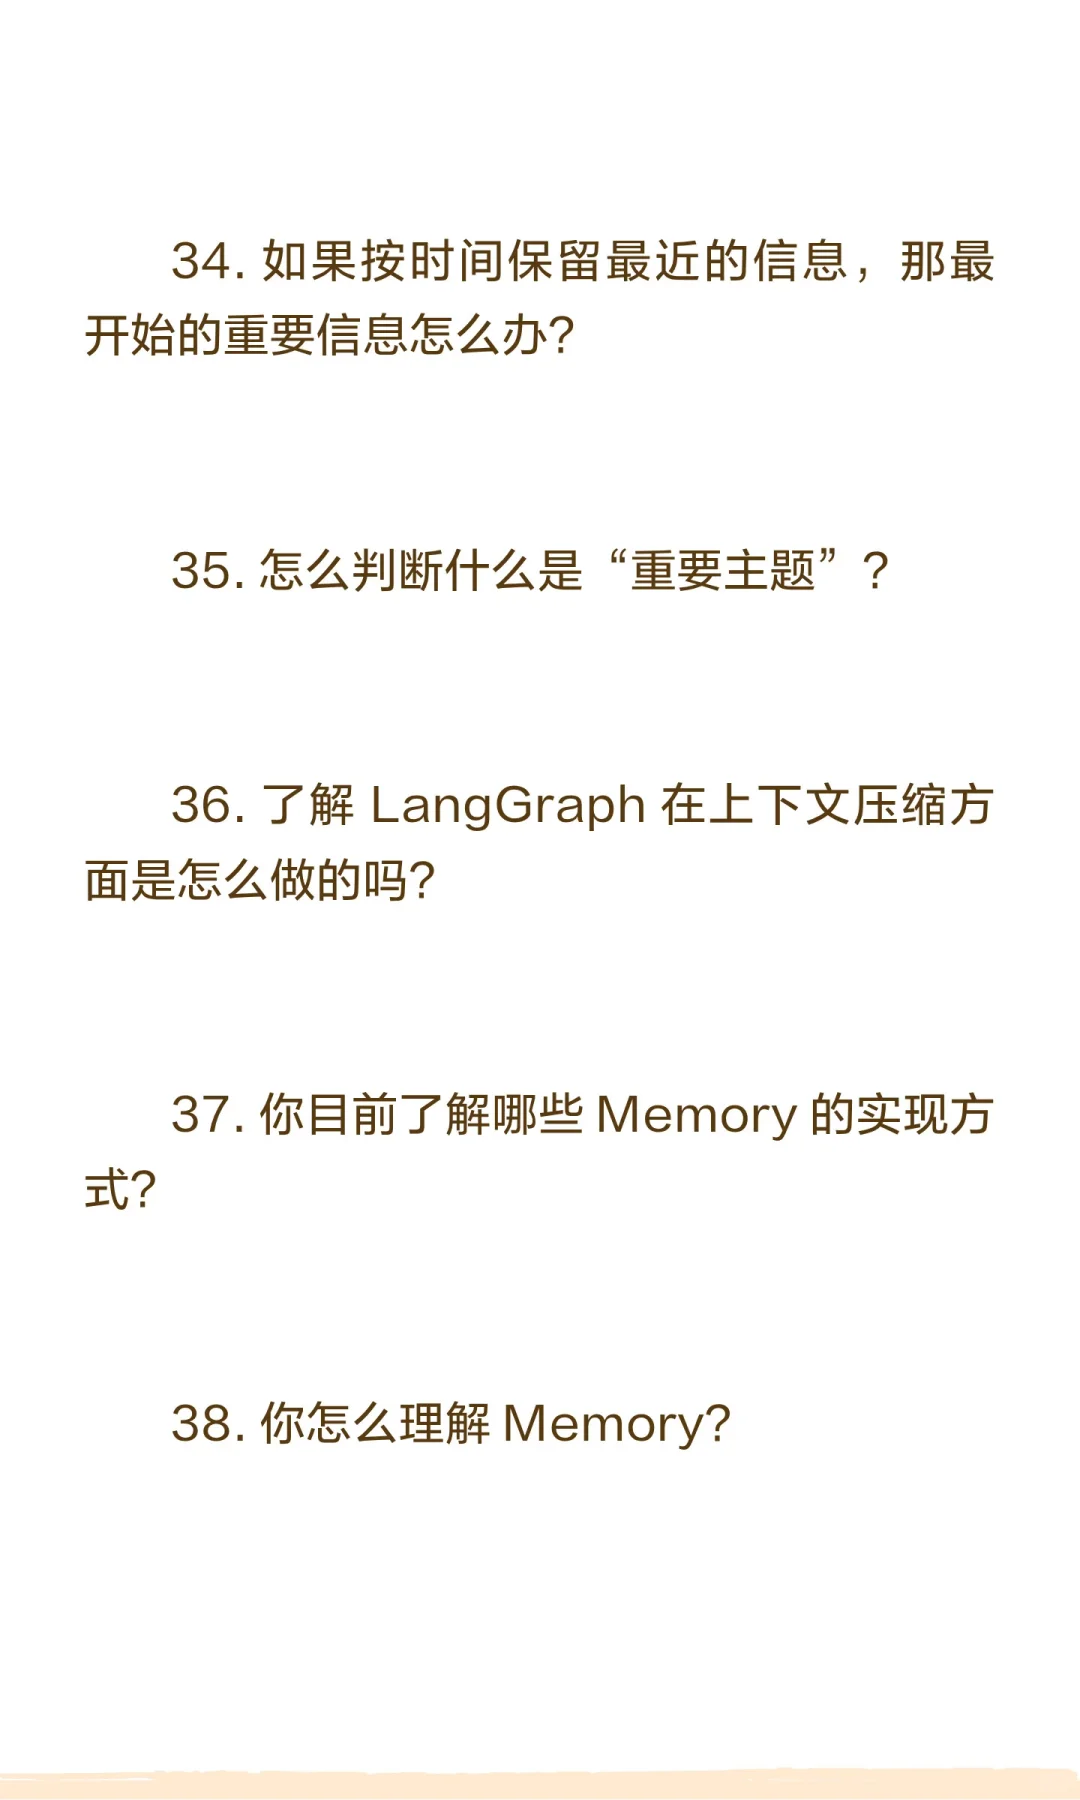 34. 如果按时间保留最近的信息，那最
开始的重要信息怎么办？
35. 怎么判断什么是“重要主题”？
36. 了解 LangGraph 在上下文压缩方
面是怎么做的吗？
37. 你目前了解哪些 Memory 的实现方
式？
38. 你怎么理解 Memory？